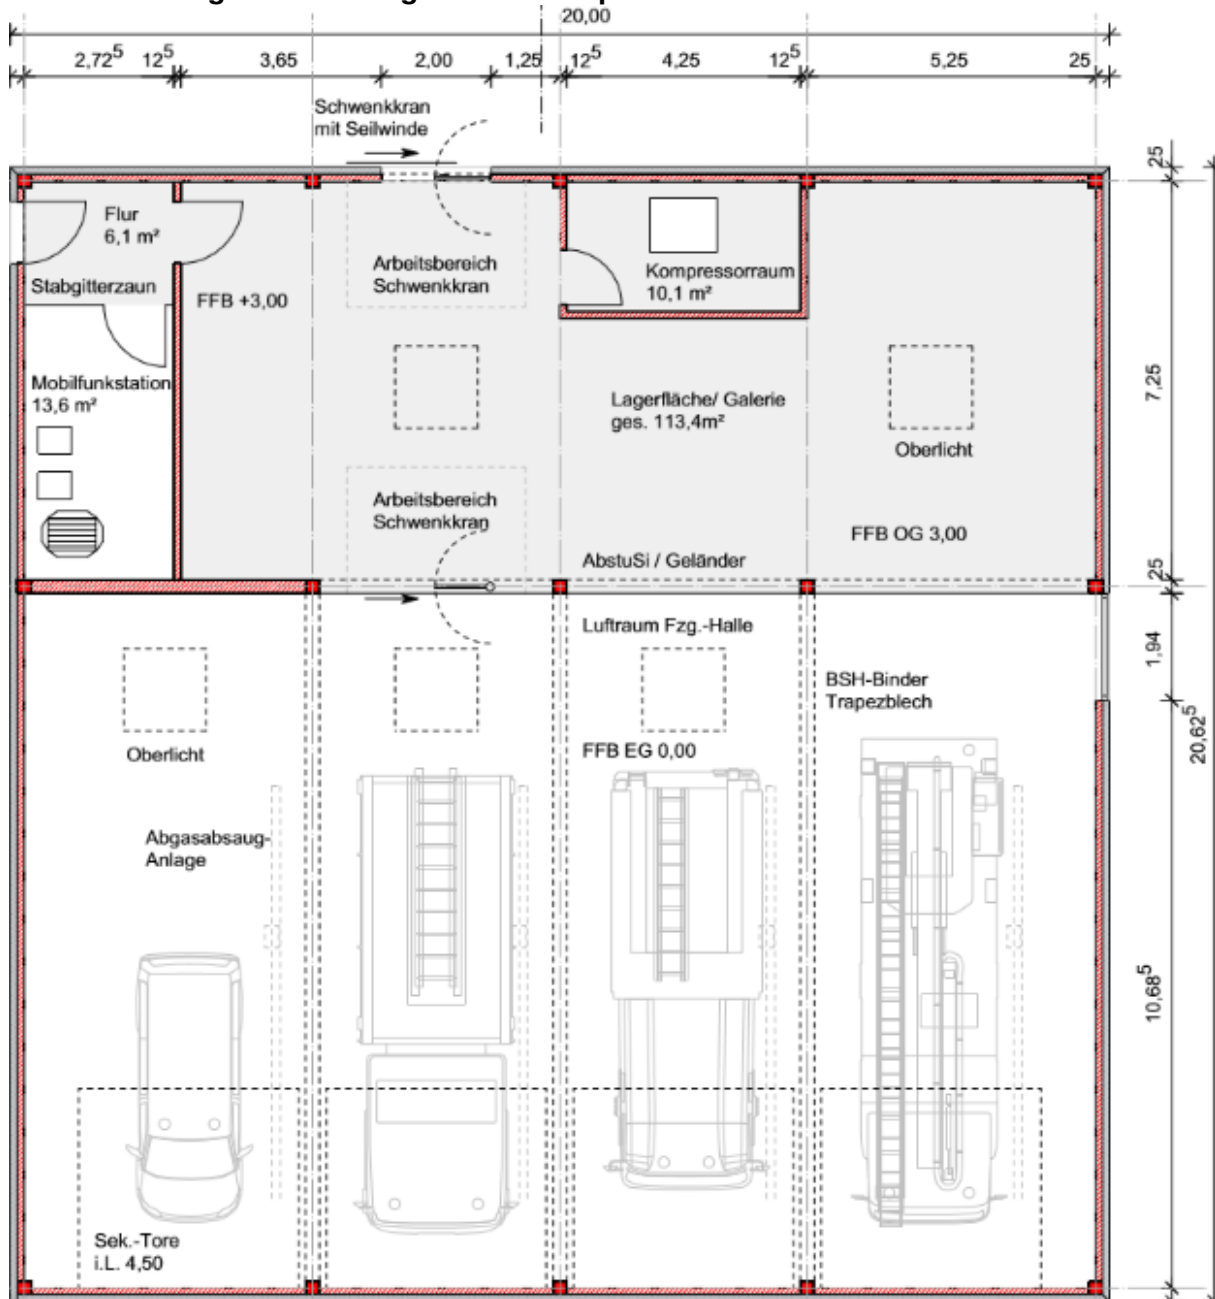 20,00
2,72⁵ 12⁵ 3,65 2,00 1,25 12⁵ 4,25 12⁵ 5,25 25
Schwenkkran
mit Seilwinde
25
Flur
6,1 m²
Arbeitsbereich
Schwenkkran
Kompressorraum
10,1 m²
Stabgitterzaun
FFB +3,00
Mobilfunkstation
13,6 m²
Lagerfläche/ Galerie
ges. 113,4m²
7,25
Oberlicht
Arbeitsbereich
Schwenkkran
FFB OG 3,00
AbstuSi / Geländer
25
Luftraum Fzg.-Halle
1,94
BSH-Binder
Trapezblech
20,62⁵
Oberlicht
FFB EG 0,00
Abgasabsaug-
Anlage
10,68⁵
Sek.-Tore
i.L. 4,50